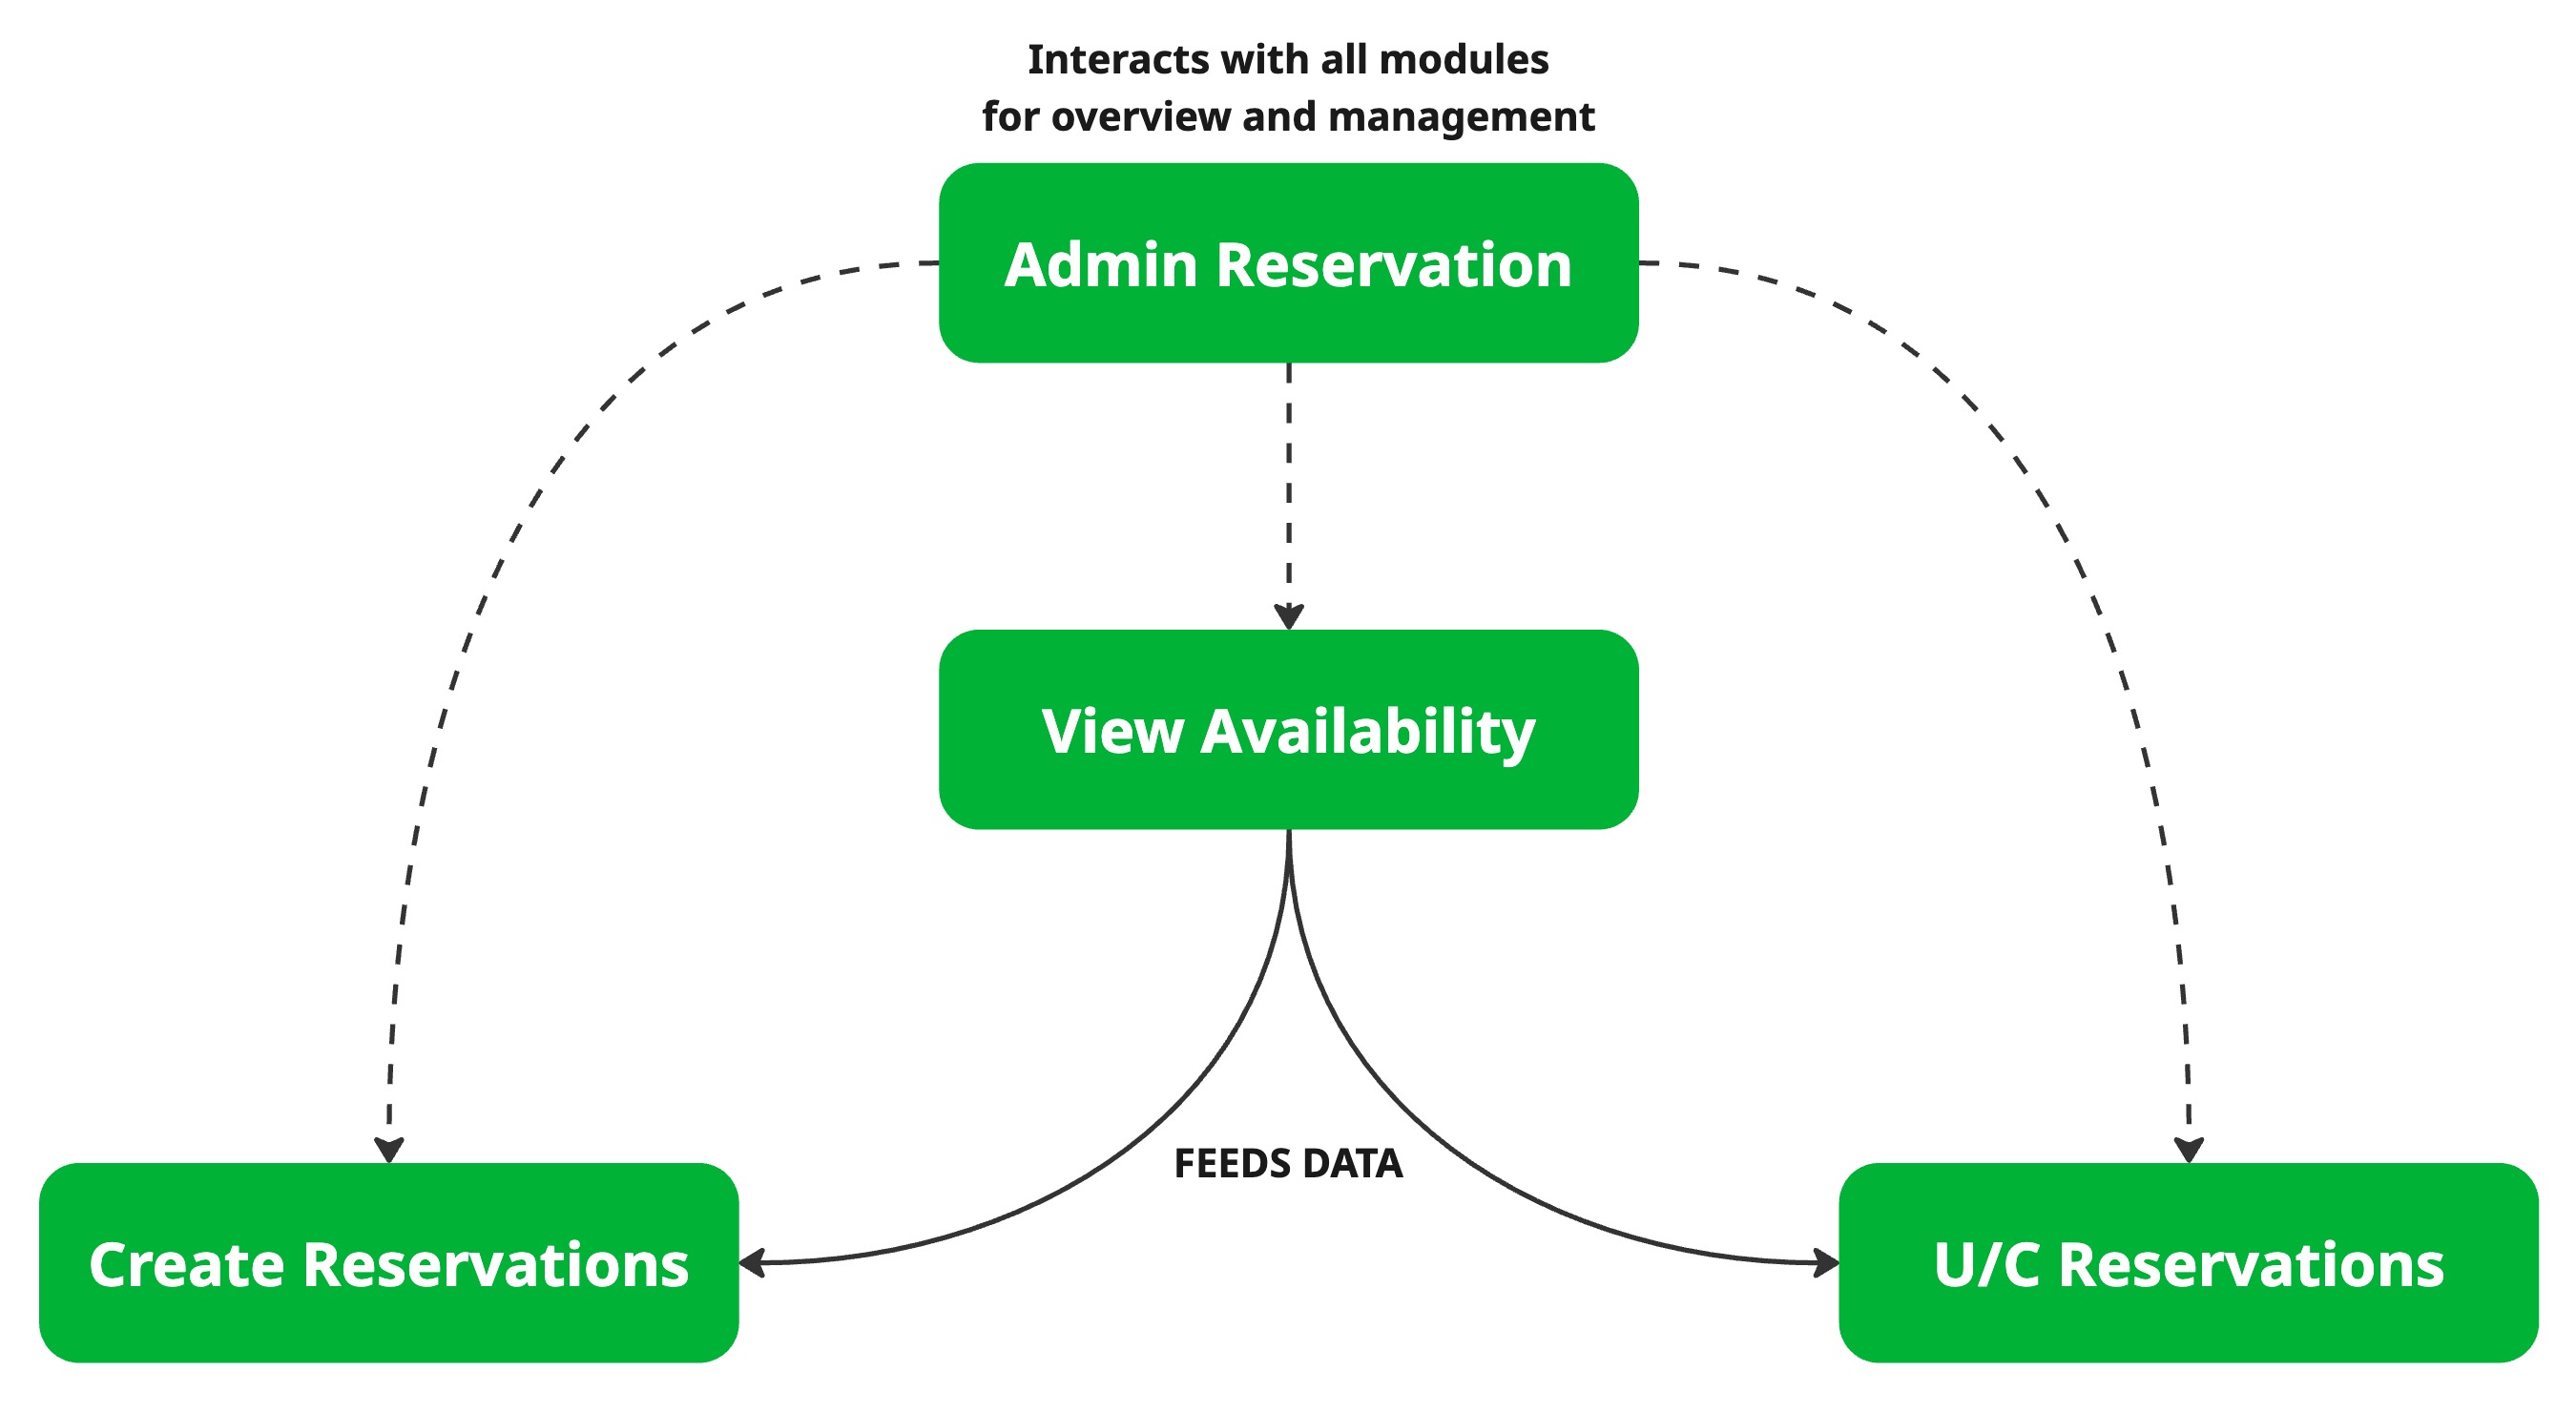 Interacts with all modules
for overview and management
Admin Reservation
View Availability
FEEDS DATA
Create Reservations
U/C Reservations